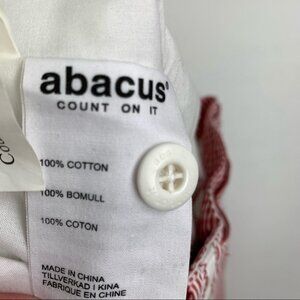 abacus®
COUNT ON IT
100% COTTON
100% BOMULL
100% COTON
MADE IN CHINA
TILLVERKAD I KINA
FABRIQUE EN CHINE